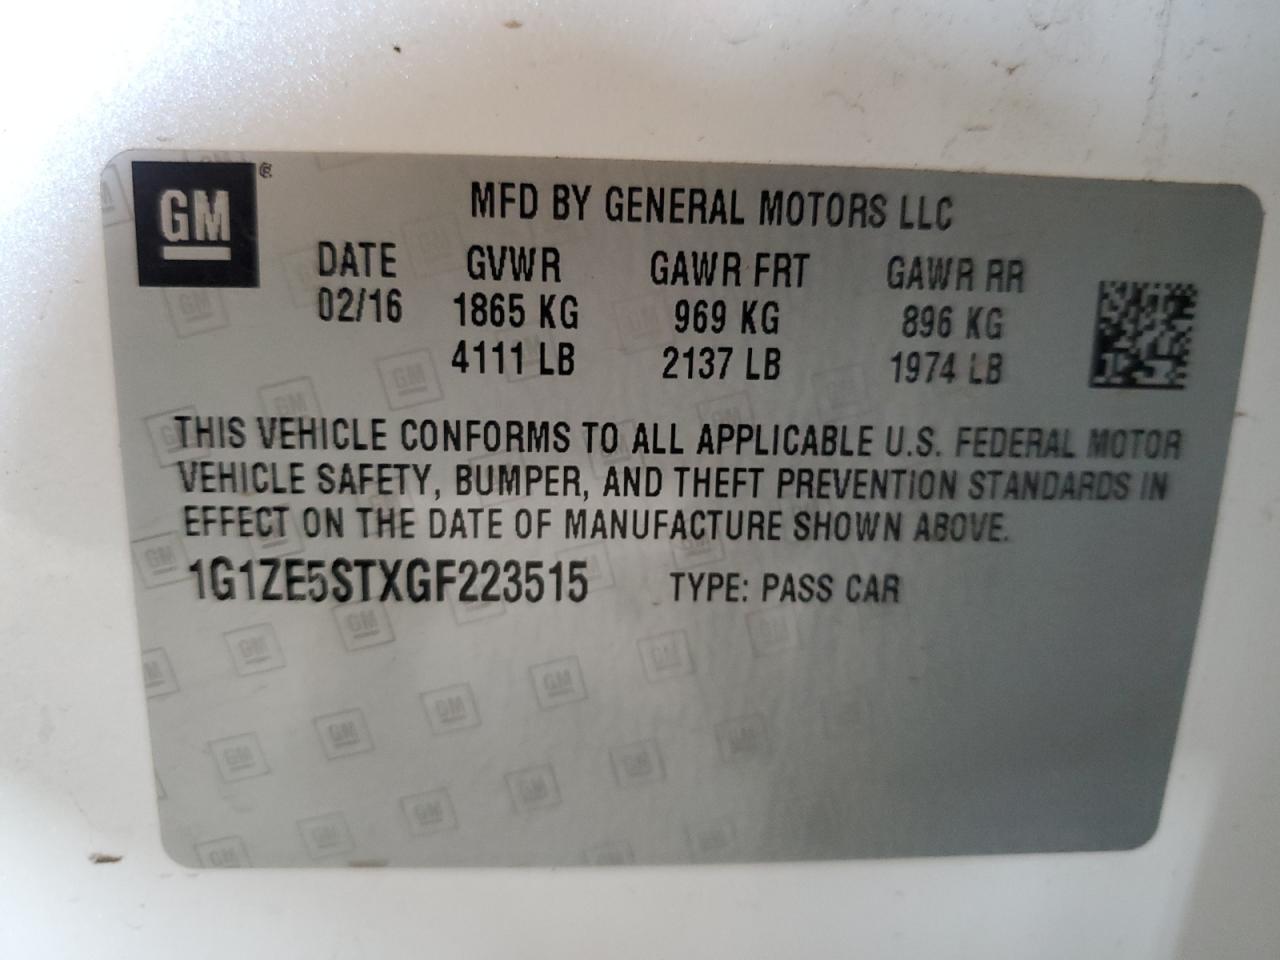 GM
MFD BY GENERAL MOTORS LLC
DATE GVWR GAWR FRT GAWR RR
02/16 1865 KG 969 KG 896 KG
4111 LB 2137 LB 1974 LB
THIS VEHICLE CONFORMS TO ALL APPLICABLE U.S. FEDERAL MOTOR
VEHICLE SAFETY, BUMPER, AND THEFT PREVENTION STANDARDS IN
EFFECT ON THE DATE OF MANUFACTURE SHOWN ABOVE.
1G1ZE5STXGF223515 TYPE: PASS CAR